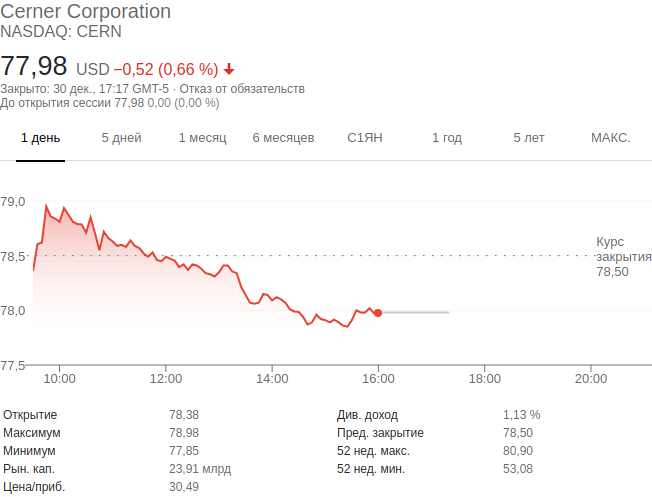 Cerner Corporation
NASDAQ: CERN
77,98 USD −0,52 (0,66 %)
Закрыто: 30 дек., 17:17 GMT-5 · Отказ от обязательств
До открытия сессии 77,98 0,00 (0,00 %)
1 день 5 дней 1 месяц 6 месяцев С1ЯН 1 год 5 лет МАКС.
79,0
78,5
78,0
77,5
Курс
закрытия
78,50
10:00 12:00 14:00 16:00 18:00 20:00
Открытие 78,38 Див. доход 1,13 %
Максимум 78,98 Пред. закрытие 78,50
Минимум 77,85 52 нед. макс. 80,90
Рын. кап. 23,91 млрд 52 нед. мин. 53,08
Цена/приб. 30,49